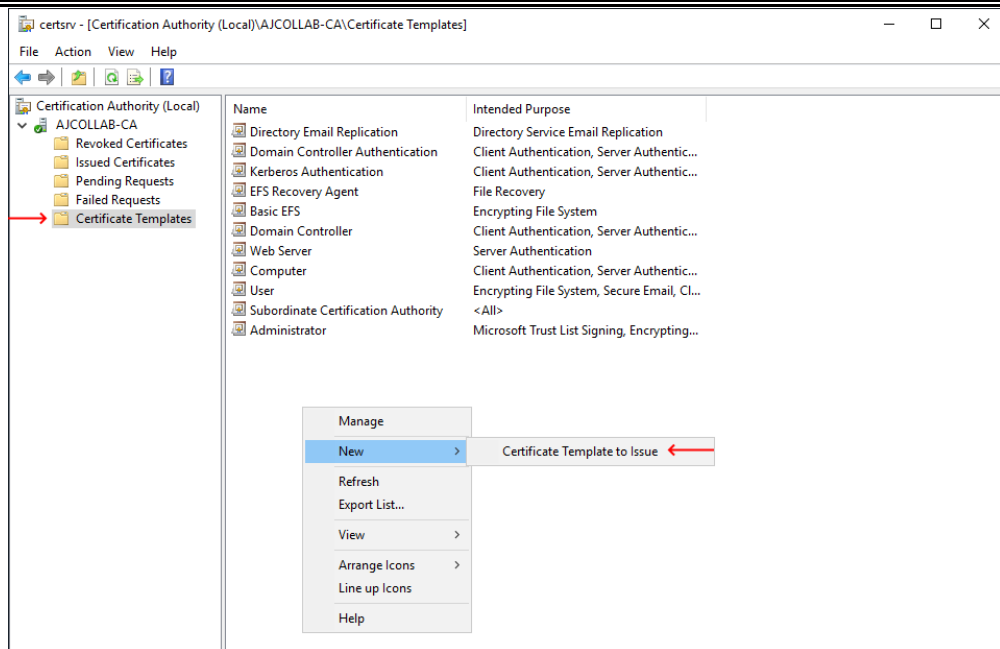 certsrv - [Certification Authority (Local)\AJCOLLAB-CA\Certificate Templates]
File Action View Help
Certification Authority (Local)
AJCOLLAB-CA
Revoked Certificates
Issued Certificates
Pending Requests
Failed Requests
Certificate Templates
Name Intended Purpose
Directory Email Replication Directory Service Email Replication
Domain Controller Authentication Client Authentication, Server Authentic...
Kerberos Authentication Client Authentication, Server Authentic...
EFS Recovery Agent File Recovery
Basic EFS Encrypting File System
Domain Controller Client Authentication, Server Authentic...
Web Server Server Authentication
Computer Client Authentication, Server Authentic...
User Encrypting File System, Secure Email, Cl...
Subordinate Certification Authority <All>
Administrator Microsoft Trust List Signing, Encrypting...
Manage
New
Certificate Template to Issue
Refresh
Export List...
View
Arrange Icons
Line up Icons
Help